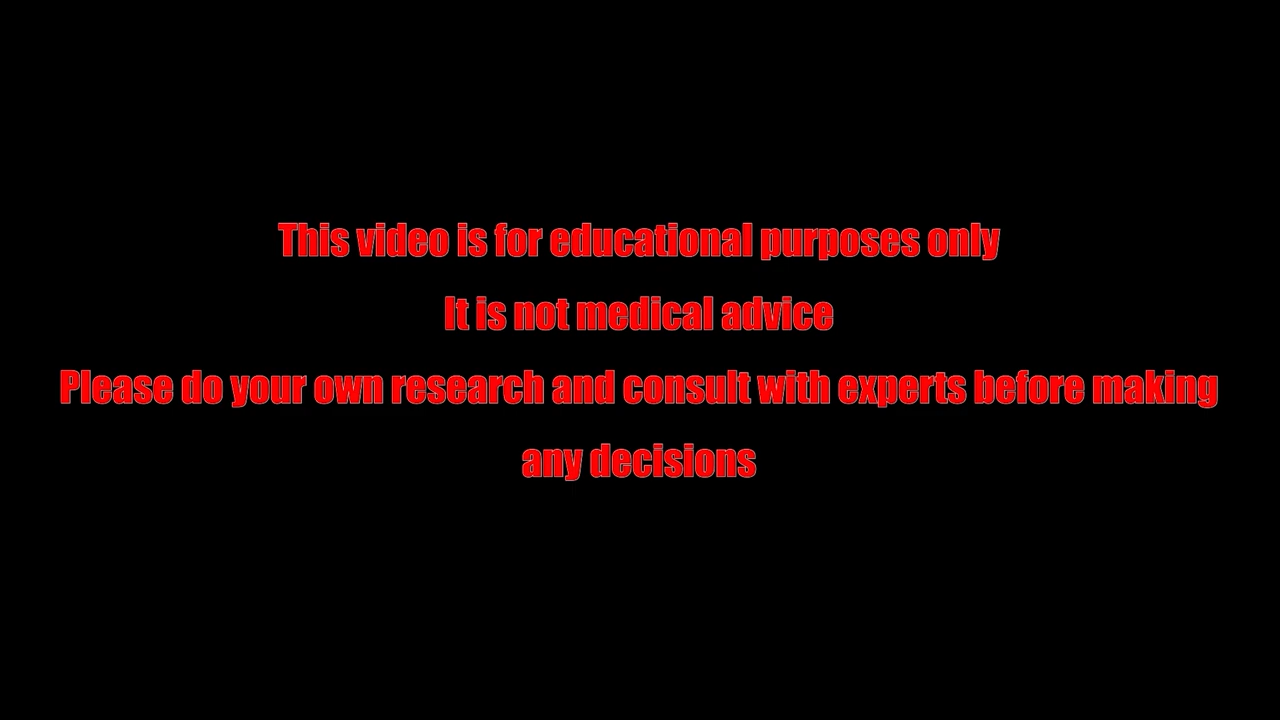 This video is for educational purposes only
It is not medical advice
Please do your own research and consult with experts before making
any decisions